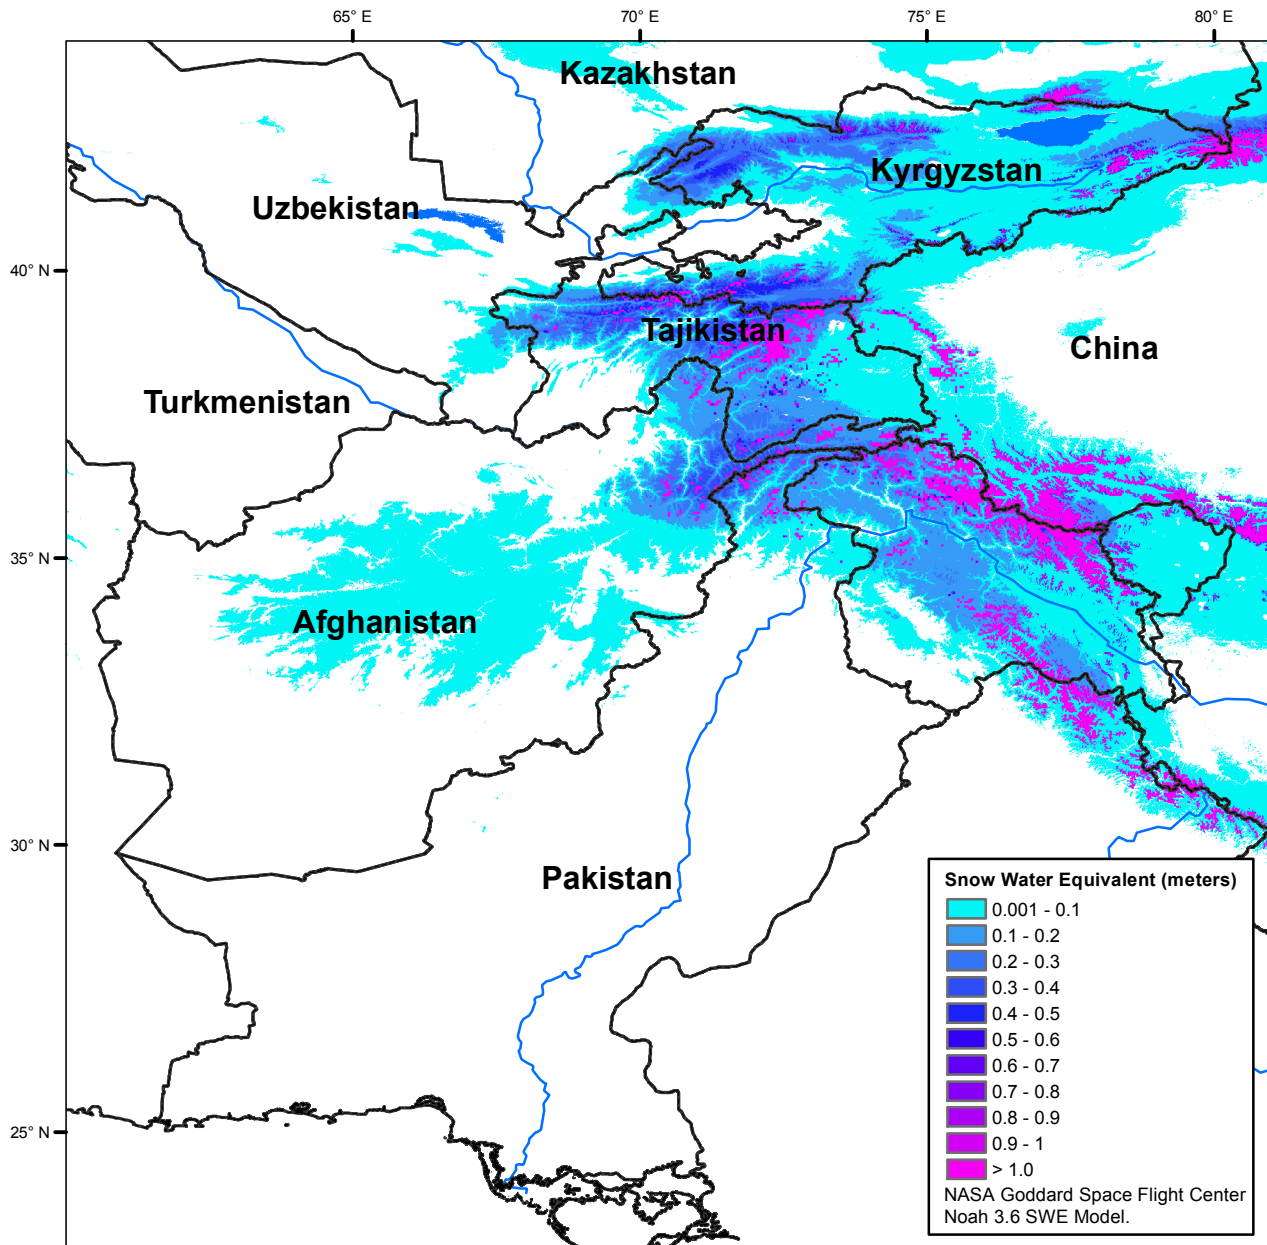 65° E
70° E
75° E
80° E
Kazakhstan
Kyrgyzstan
Uzbekistan
40° N
Tajikistan
China
Turkmenistan
35° N
Afghanistan
30° N
Pakistan
25° N
Snow Water Equivalent (meters)
0.001 - 0.1
0.1 - 0.2
0.2 - 0.3
0.3 - 0.4
0.4 - 0.5
0.5 - 0.6
0.6 - 0.7
0.7 - 0.8
0.8 - 0.9
0.9 - 1
> 1.0
NASA Goddard Space Flight Center
Noah 3.6 SWE Model.